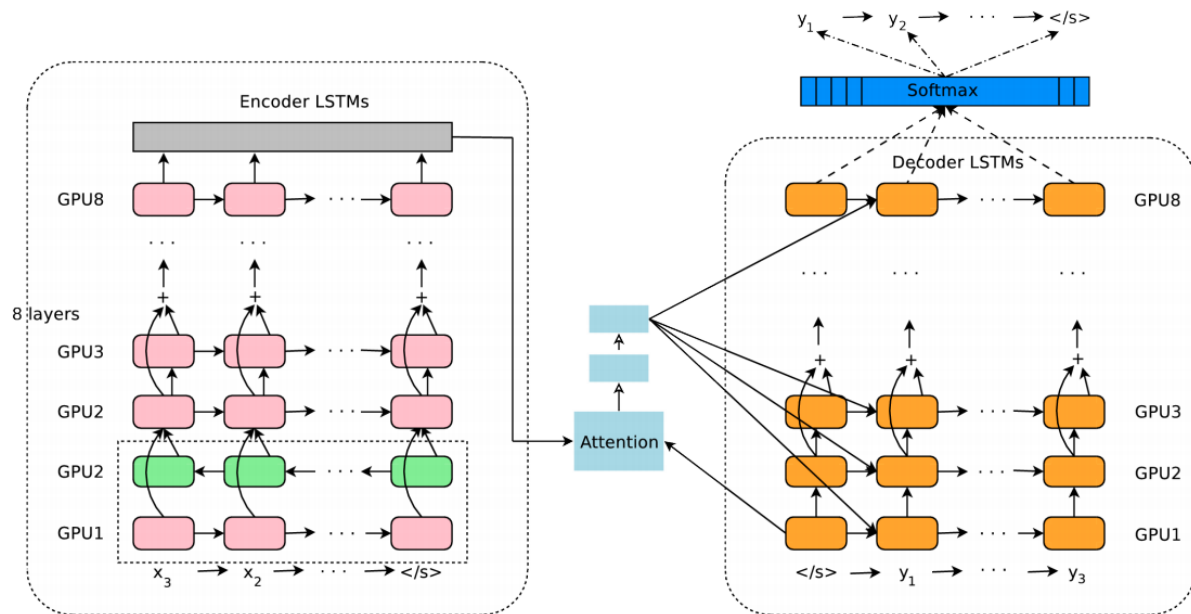 y1 y2 · · · </s>
Softmax
Encoder LSTMs
GPU8
· · ·
· · · · · · · · ·
+ + +
8 layers
GPU3
· · ·
GPU2
· · ·
GPU2
· · ·
GPU1
· · ·
x3 x2 · · · </s>
Attention
Decoder LSTMs
· · · GPU8
· · · · · · · · ·
+ + +
· · · GPU3
· · · GPU2
· · · GPU1
</s> y1 · · · y3